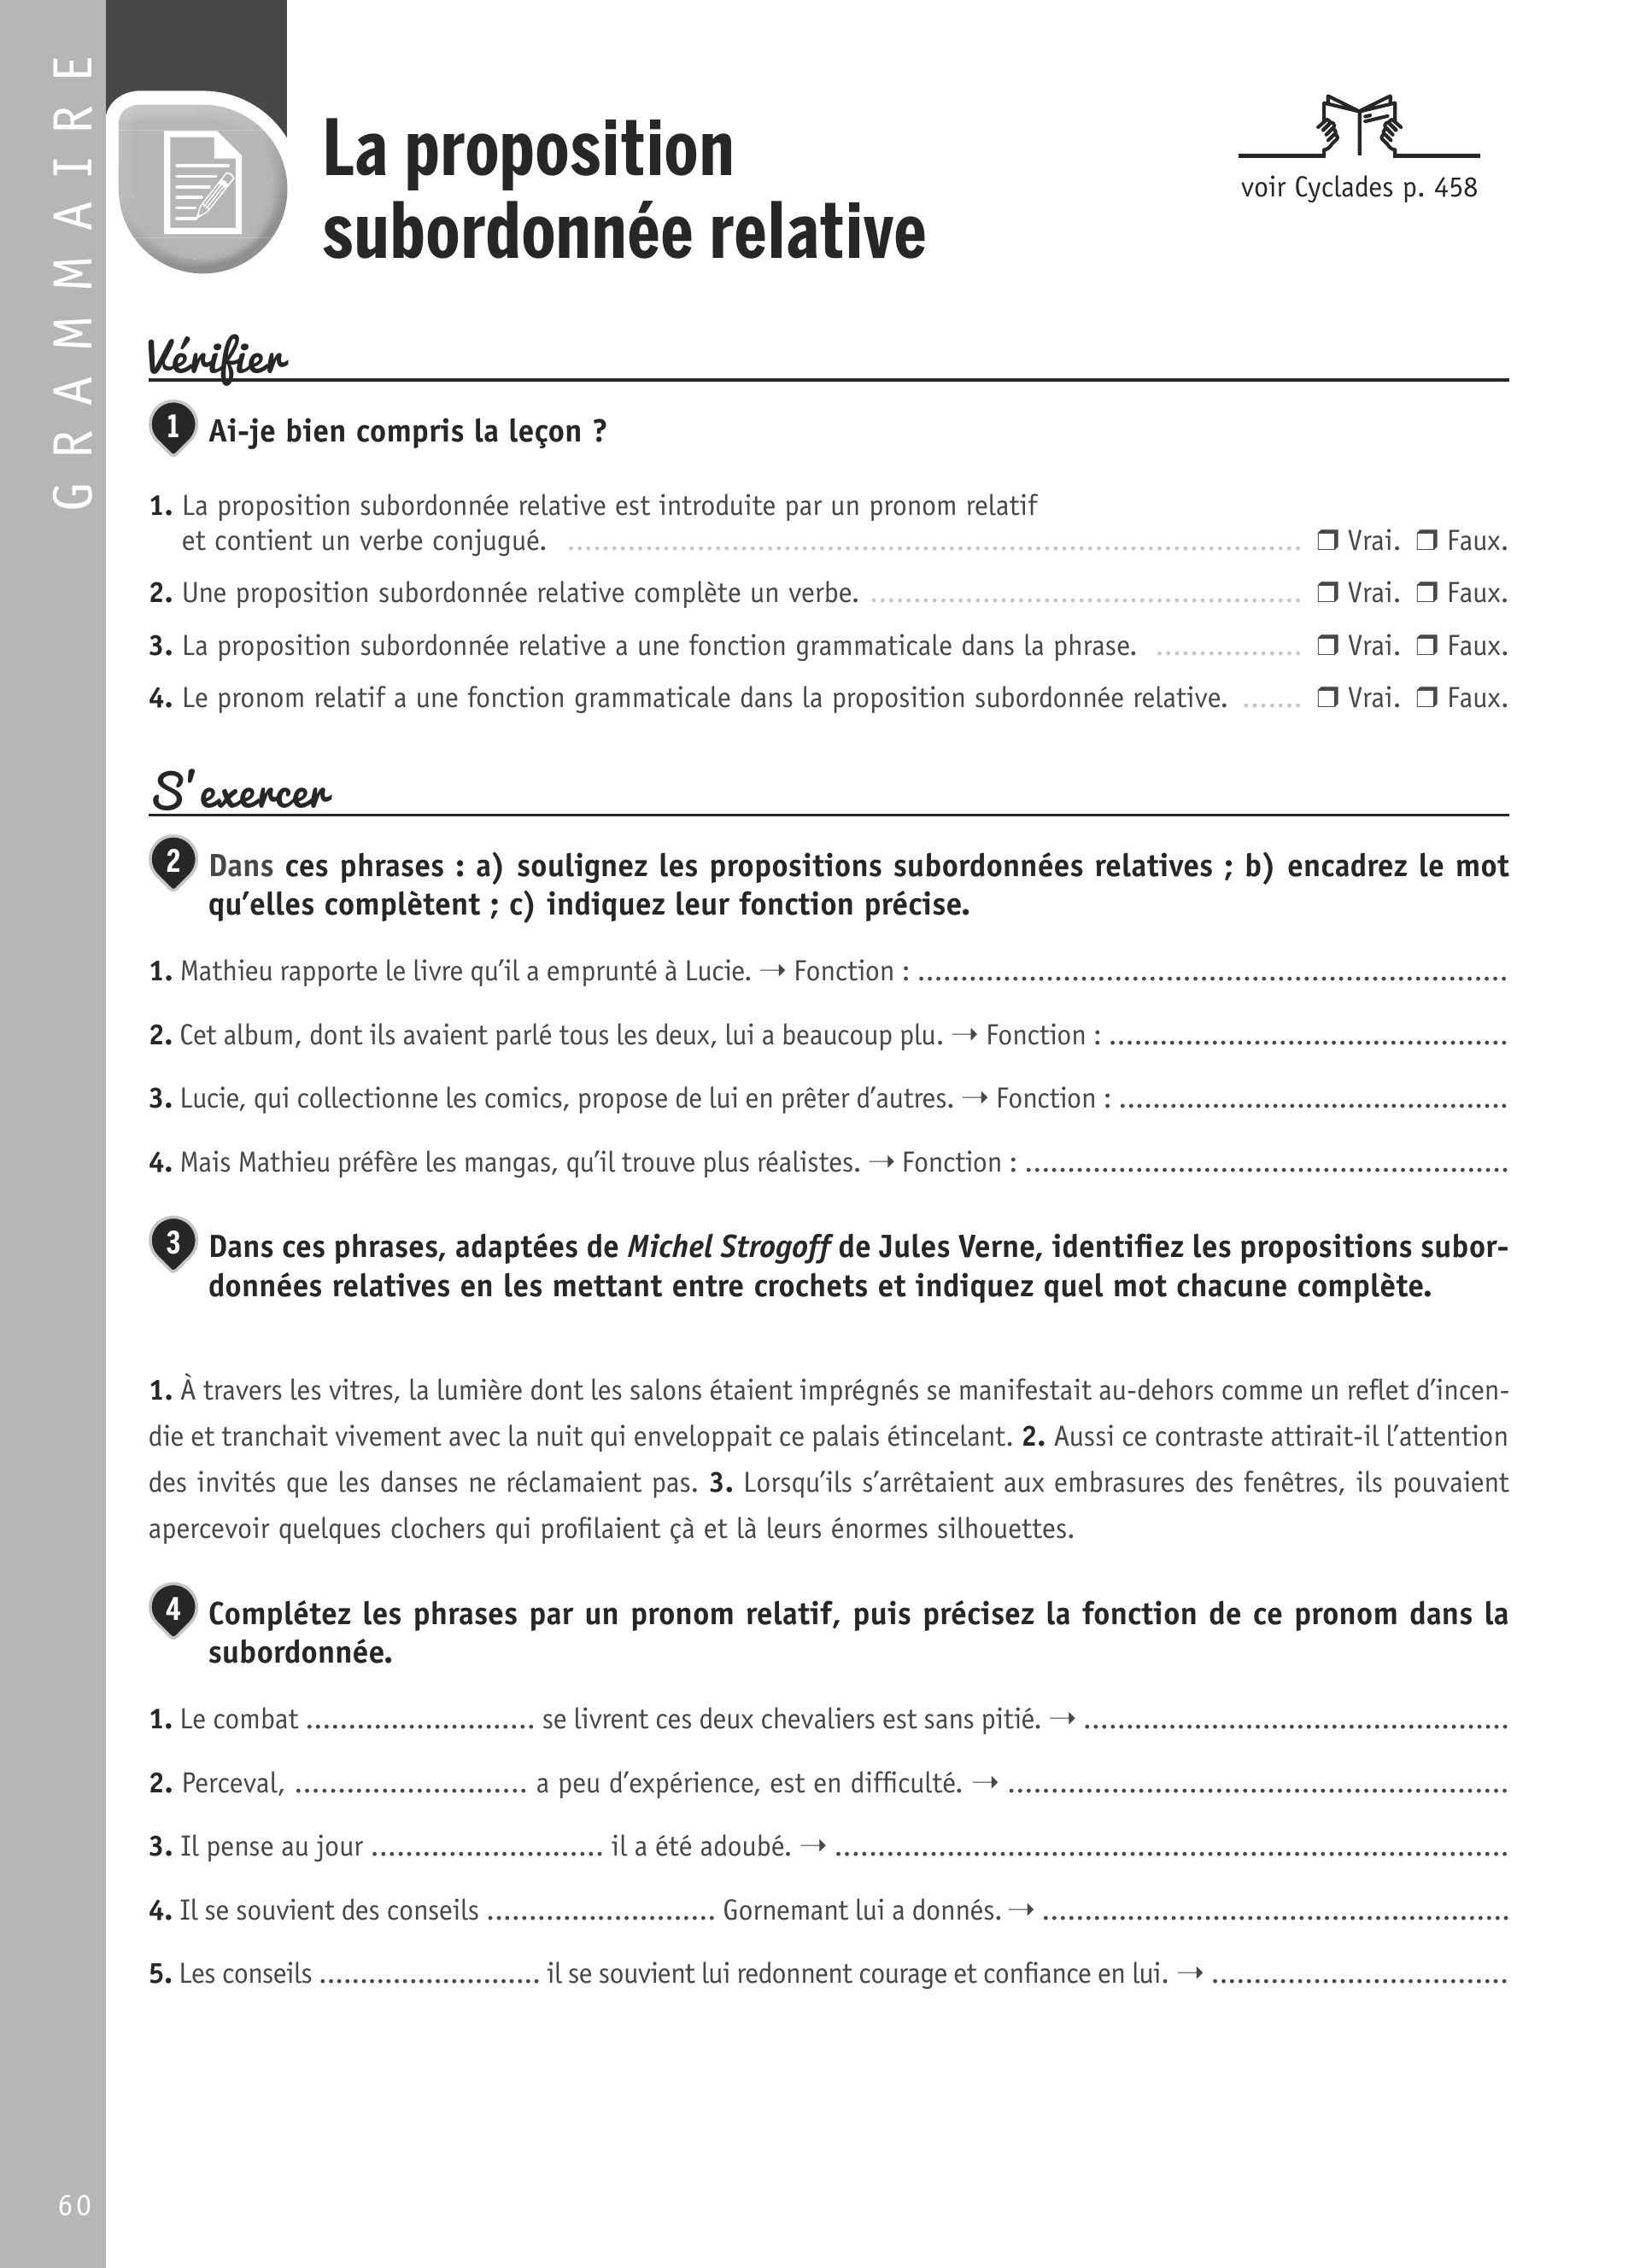 GRAMMAIRE
La proposition
subordonnée relative
voir Cyclades p. 458
Vérifier
1 Ai-je bien compris la leçon ?
1. La proposition subordonnée relative est introduite par un pronom relatif
et contient un verbe conjugué. ........................................ ❐ Vrai. ❐ Faux.
2. Une proposition subordonnée relative complète un verbe. ........................................ ❐ Vrai. ❐ Faux.
3. La proposition subordonnée relative a une fonction grammaticale dans la phrase. ................. ❐ Vrai. ❐ Faux.
4. Le pronom relatif a une fonction grammaticale dans la proposition subordonnée relative. ....... ❐ Vrai. ❐ Faux.
S'exercer
2 Dans ces phrases : a) soulignez les propositions subordonnées relatives ; b) encadrez le mot
qu’elles complètent ; c) indiquez leur fonction précise.
1. Mathieu rapporte le livre qu’il a emprunté à Lucie. → Fonction : ........................................
2. Cet album, dont ils avaient parlé tous les deux, lui a beaucoup plu. → Fonction : ........................................
3. Lucie, qui collectionne les comics, propose de lui en prêter d’autres. → Fonction : ........................................
4. Mais Mathieu préfère les mangas, qu’il trouve plus réalistes. → Fonction : ........................................
3 Dans ces phrases, adaptées de Michel Strogoff de Jules Verne, identifiez les propositions subor-
données relatives en les mettant entre crochets et indiquez quel mot chacune complète.
1. À travers les vitres, la lumière dont les salons étaient imprégnés se manifestait au-dehors comme un reflet d’incen-
die et tranchait vivement avec la nuit qui enveloppait ce palais étincelant. 2. Aussi ce contraste attirait-il l’attention
des invités que les danses ne réclamaient pas. 3. Lorsqu’ils s’arrêtaient aux embrasures des fenêtres, ils pouvaient
apercevoir quelques clochers qui profilaient çà et là leurs énormes silhouettes.
4 Complétez les phrases par un pronom relatif, puis précisez la fonction de ce pronom dans la
subordonnée.
1. Le combat ........................... se livrent ces deux chevaliers est sans pitié. → ........................................
2. Perceval, ........................... a peu d’expérience, est en difficulté. → ........................................
3. Il pense au jour ........................... il a été adoubé. → ........................................
4. Il se souvient des conseils ........................... Gornemant lui a donnés. → ........................................
5. Les conseils ........................... il se souvient lui redonnent courage et confiance en lui. → ........................................
60